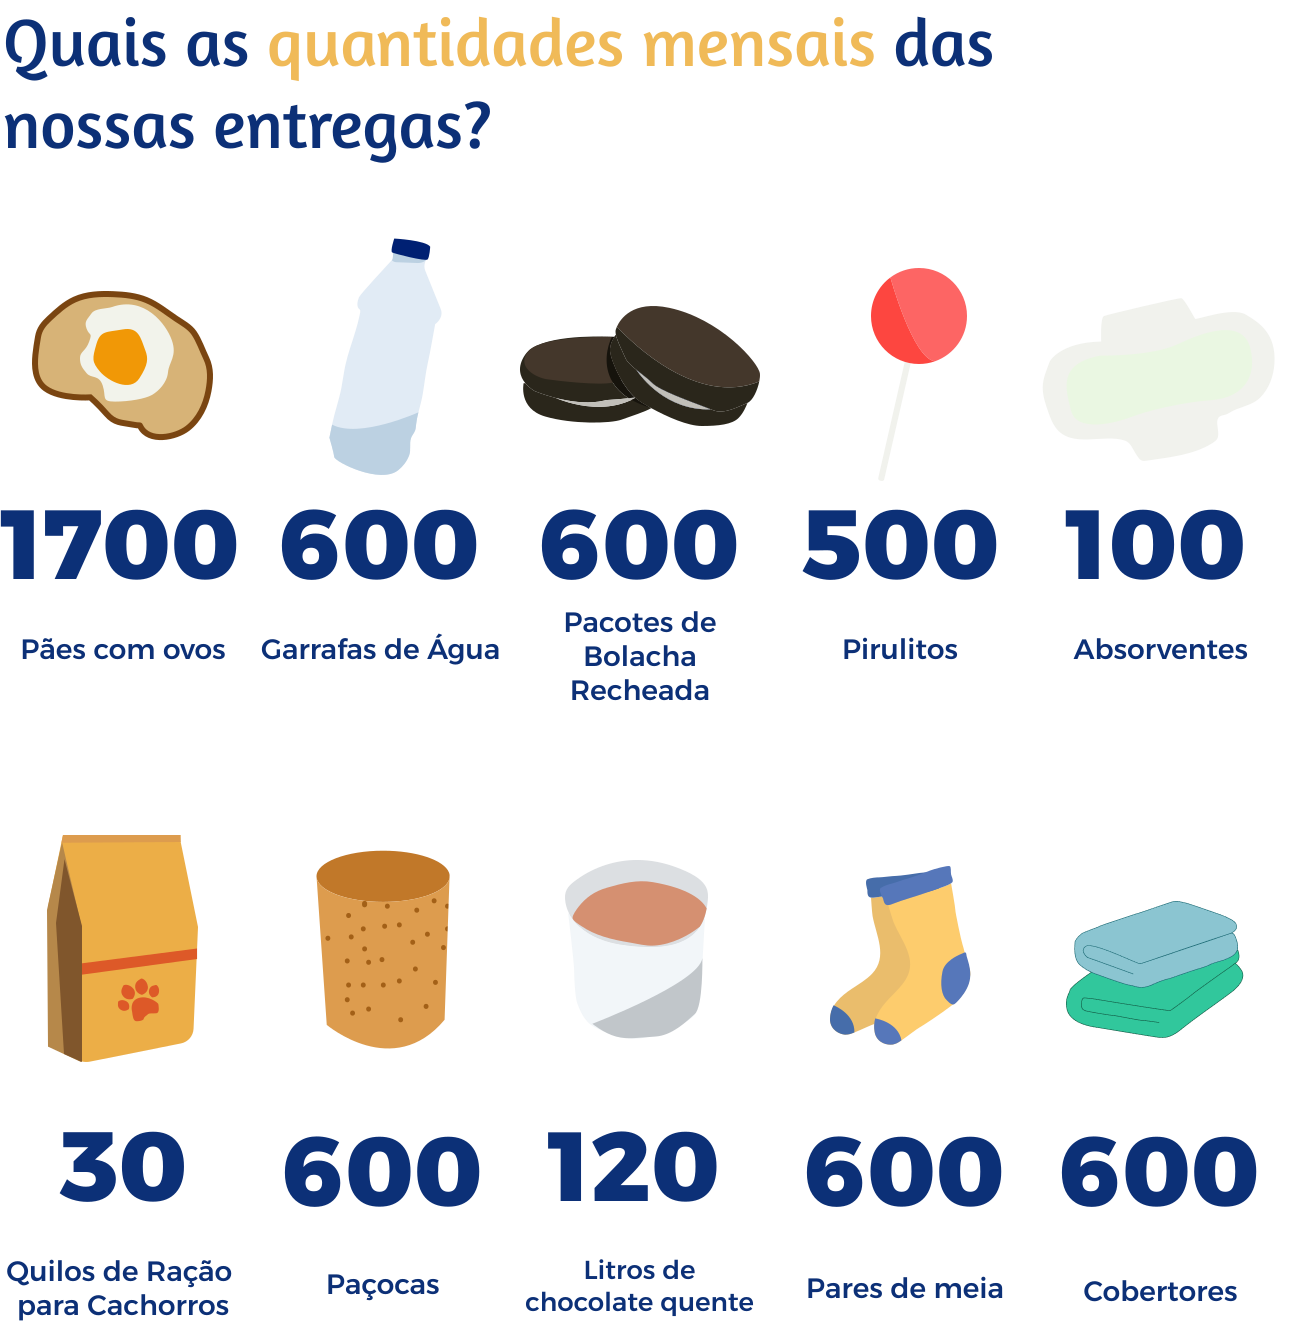 Quais as quantidades mensais das
nossas entregas?
1700
600
600
500
100
Pães com ovos
Garrafas de Água
Pacotes de
Bolacha
Recheada
Pirulitos
Absorventes
30
600
120
600
600
Quilos de Ração
para Cachorros
Paçocas
Litros de
chocolate quente
Pares de meia
Cobertores